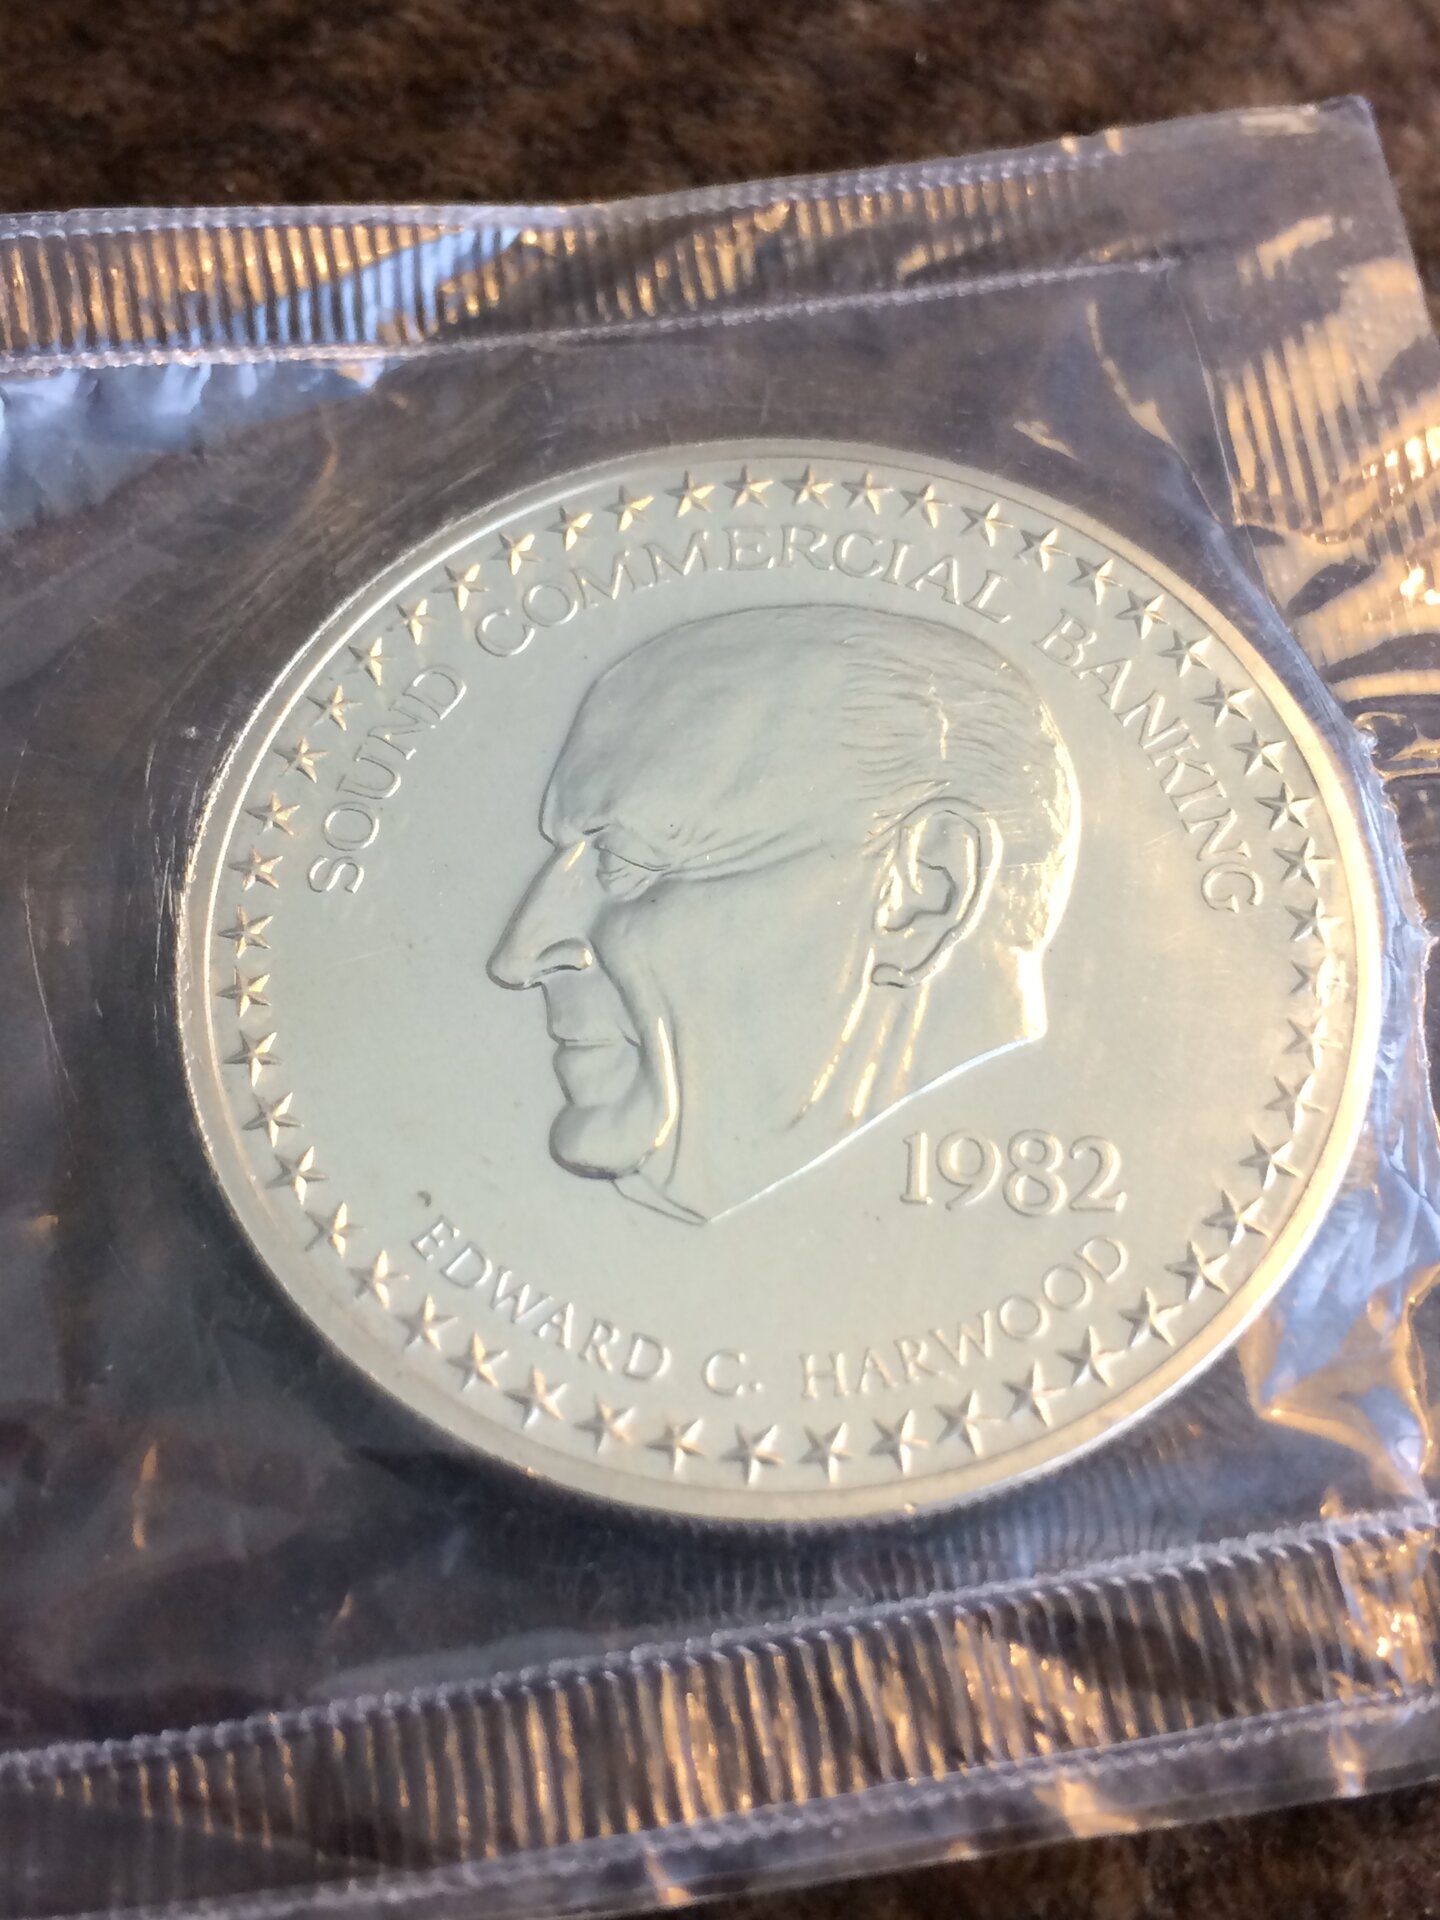 SOUND COMMERCIAL BANKING
1982
EDWARD C. HARWOOD